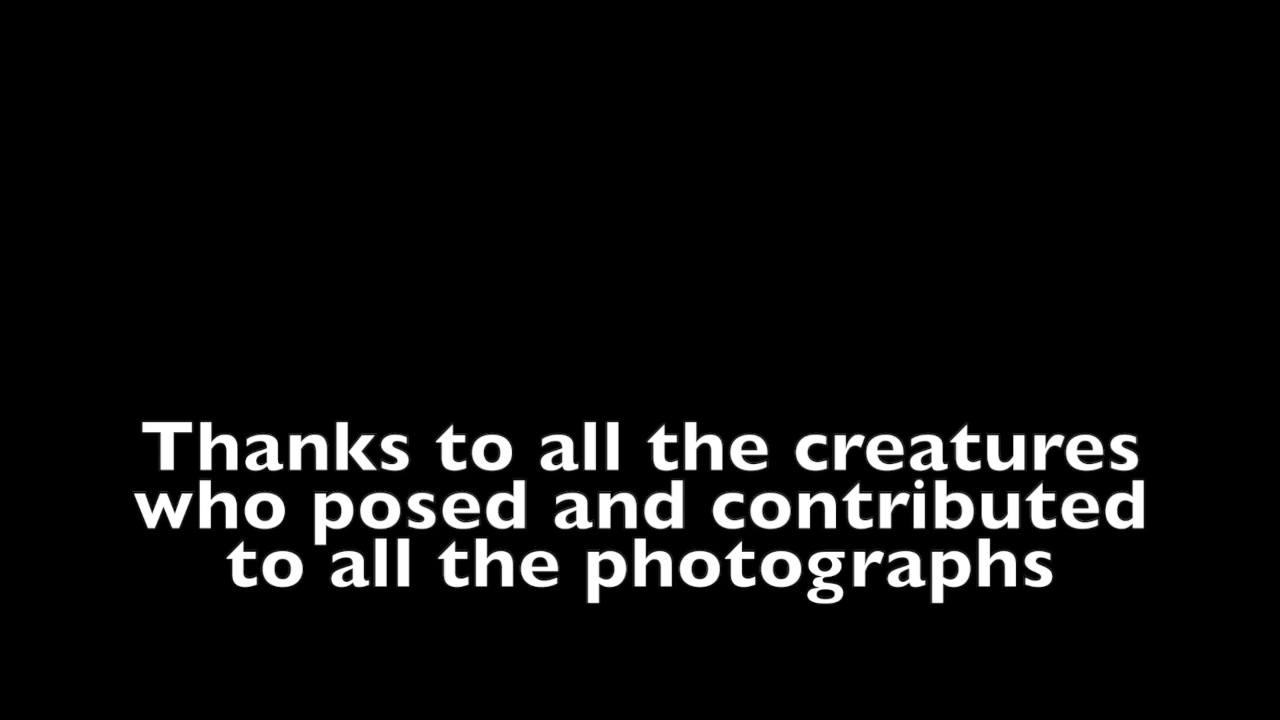 Thanks to all the creatures
who posed and contributed
to all the photographs